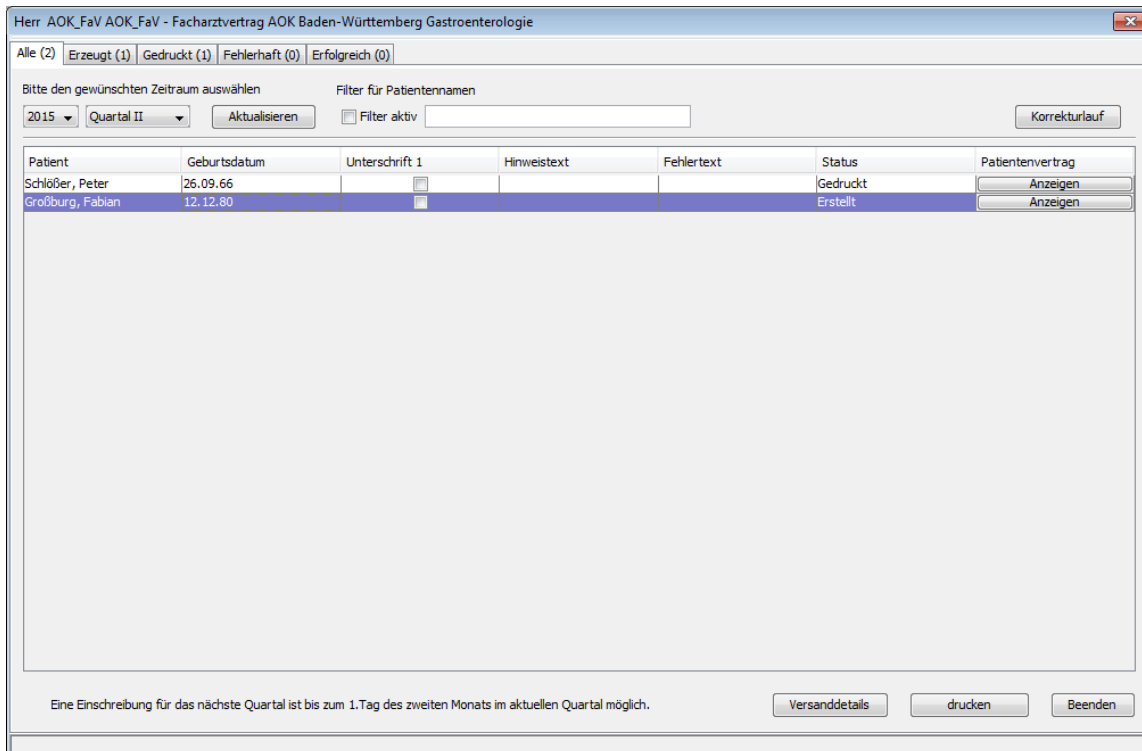 Herr AOK_FaV AOK_FaV - Facharztvertrag AOK Baden-Württemberg Gastroenterologie
Alle (2) Erzeugt (1) Gedruckt (1) Fehlerhaft (0) Erfolgreich (0)
Bitte den gewünschten Zeitraum auswählen Filter für Patientennamen
2015 Quartal II Aktualisieren Filter aktiv Korrekturlauf
Patient Geburtsdatum Unterschrift 1 Hinweistext Fehlertext Status Patientenvertrag
Schlößer, Peter 26.09.66 Gedruckt Anzeigen
Großburg, Fabian 12.12.80 Erstellt Anzeigen
Eine Einschreibung für das nächste Quartal ist bis zum 1.Tag des zweiten Monats im aktuellen Quartal möglich. Versanddetails drucken Beenden